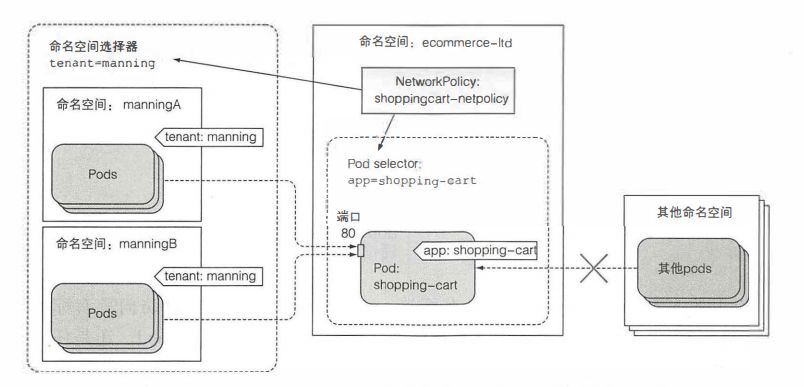 命名空间选择器
tenant=manning
命名空间：manningA
tenant: manning
Pods
命名空间：manningB
tenant: manning
Pods
命名空间：ecommerce-ltd
NetworkPolicy:
shoppingcart-netpolicy
Pod selector:
app=shopping-cart
端口
80
app: shopping-cart
Pod:
shopping-cart
其他命名空间
其他pods